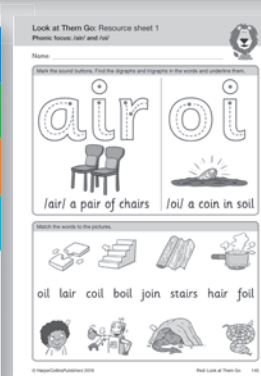 Look at Them Go: Resource sheet 1
Phonic focus: /air/ and /oi/
Name:
Mark the sound buttons. Find the digraphs and trigraphs in the words and underline them.
air oi
/air/ a pair of chairs /oi/ a coin in soil
Match the words to the pictures.
oil lair coil boil join stairs hair foil
© HarperCollinsPublishers 2019 Red: Look at Them Go 145